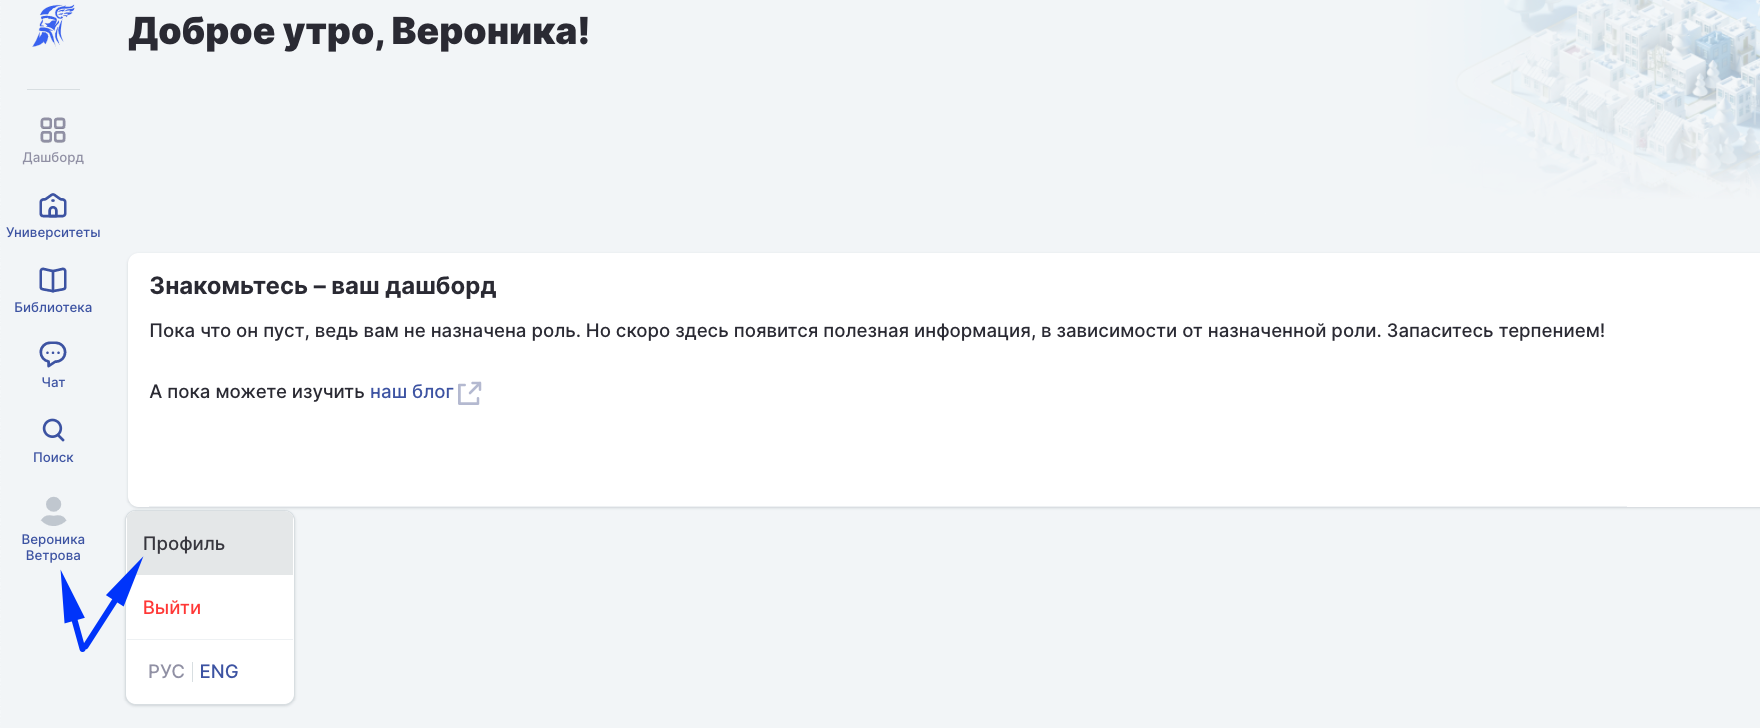 Доброе утро, Вероника!
Дашборд
Университеты
Библиотека
Чат
Поиск
Вероника
Ветрова
Знакомьтесь – ваш дашборд
Пока что он пуст, ведь вам не назначена роль. Но скоро здесь появится полезная информация, в зависимости от назначенной роли. Запаситесь терпением!
А пока можете изучить наш блог
Профиль
Выйти
РУС | ENG